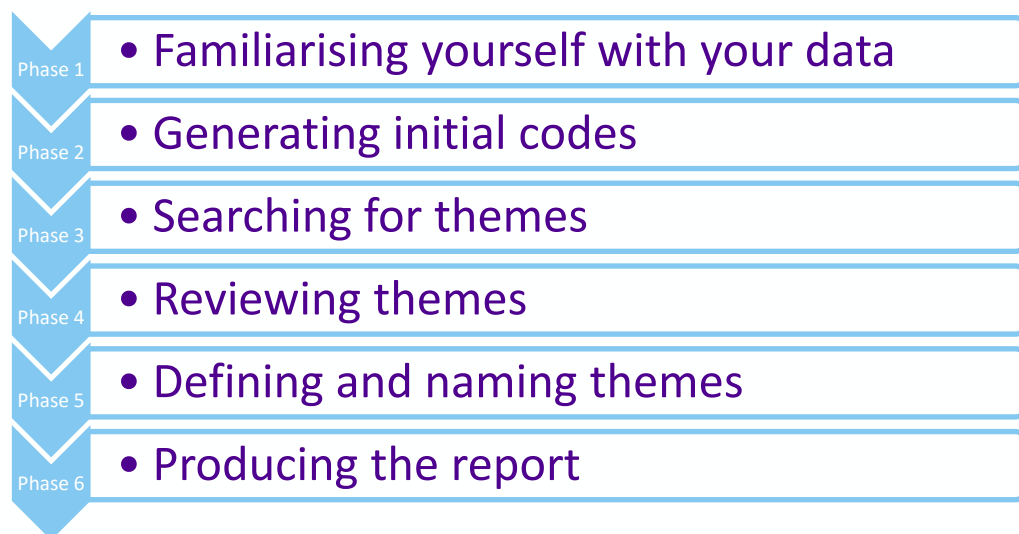 Phase 1
• Familiarising yourself with your data
Phase 2
• Generating initial codes
Phase 3
• Searching for themes
Phase 4
• Reviewing themes
Phase 5
• Defining and naming themes
Phase 6
• Producing the report